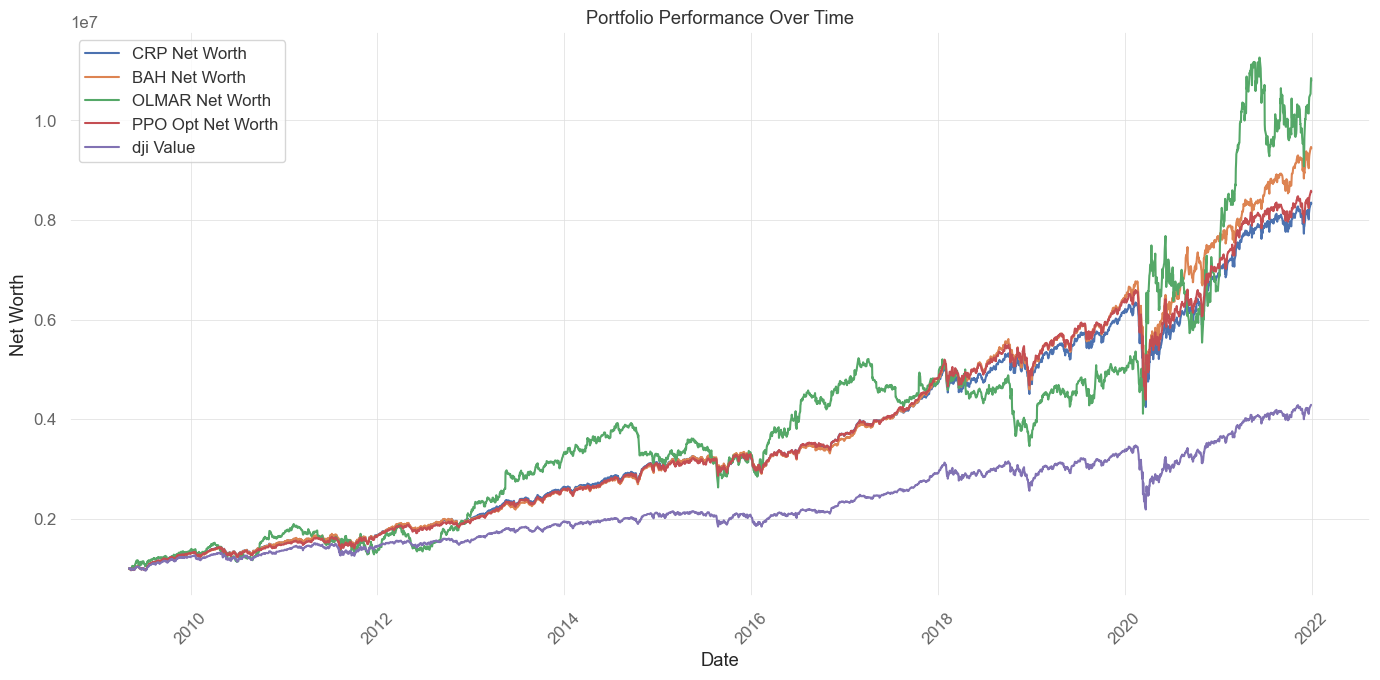 Portfolio Performance Over Time
1e7
CRP Net Worth
BAH Net Worth
OLMAR Net Worth
PPO Opt Net Worth
dji Value
1.0
0.8
0.6
0.4
0.2
Net Worth
2010
2012
2014
2016
2018
2020
2022
Date